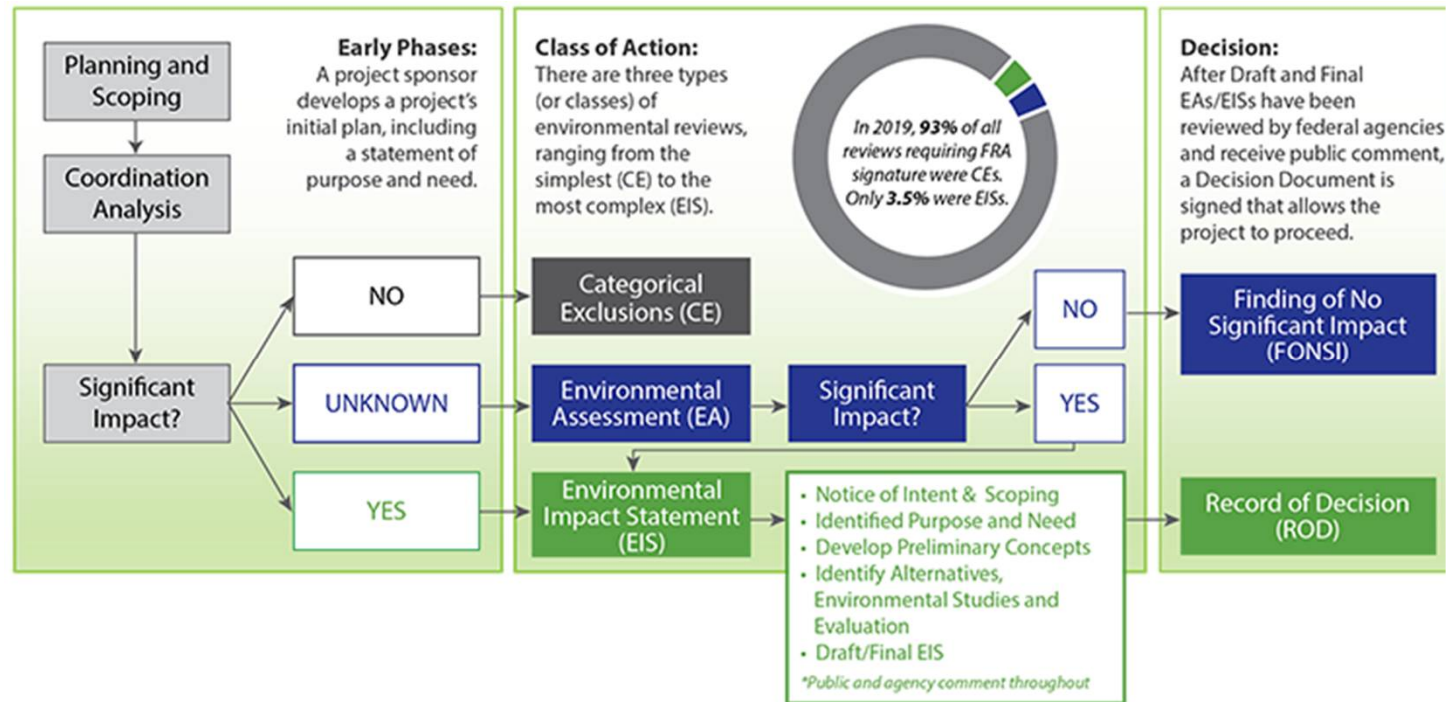 Planning and
Scoping
Coordination
Analysis
Significant
Impact?
Early Phases:
A project sponsor
develops a project's
initial plan, including
a statement of
purpose and need.
NO
UNKNOWN
YES
Class of Action:
There are three types
(or classes) of
environmental reviews,
ranging from the
simplest (CE) to the
most complex (EIS).
In 2019, 93% of all
reviews requiring FRA
signature were CEs.
Only 3.5% were EISs.
Categorical
Exclusions (CE)
Environmental
Assessment (EA)
Significant
Impact?
NO
YES
Environmental
Impact Statement
(EIS)
• Notice of Intent & Scoping
• Identified Purpose and Need
• Develop Preliminary Concepts
• Identify Alternatives,
Environmental Studies and
Evaluation
• Draft/Final EIS
*Public and agency comment throughout
Decision:
After Draft and Final
EAs/EISs have been
reviewed by federal agencies
and receive public comment,
a Decision Document is
signed that allows the
project to proceed.
Finding of No
Significant Impact
(FONSI)
Record of Decision
(ROD)